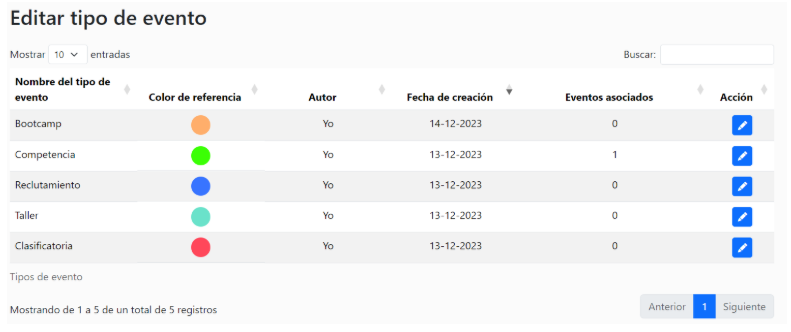 Editar tipo de evento
Mostrar 10 entradas Buscar:
Nombre del tipo de evento Color de referencia Autor Fecha de creación Eventos asociados Acción
Bootcamp Yo 14-12-2023 0
Competencia Yo 13-12-2023 1
Reclutamiento Yo 13-12-2023 0
Taller Yo 13-12-2023 0
Clasificatoria Yo 13-12-2023 0
Tipos de evento
Mostrando de 1 a 5 de un total de 5 registros Anterior 1 Siguiente